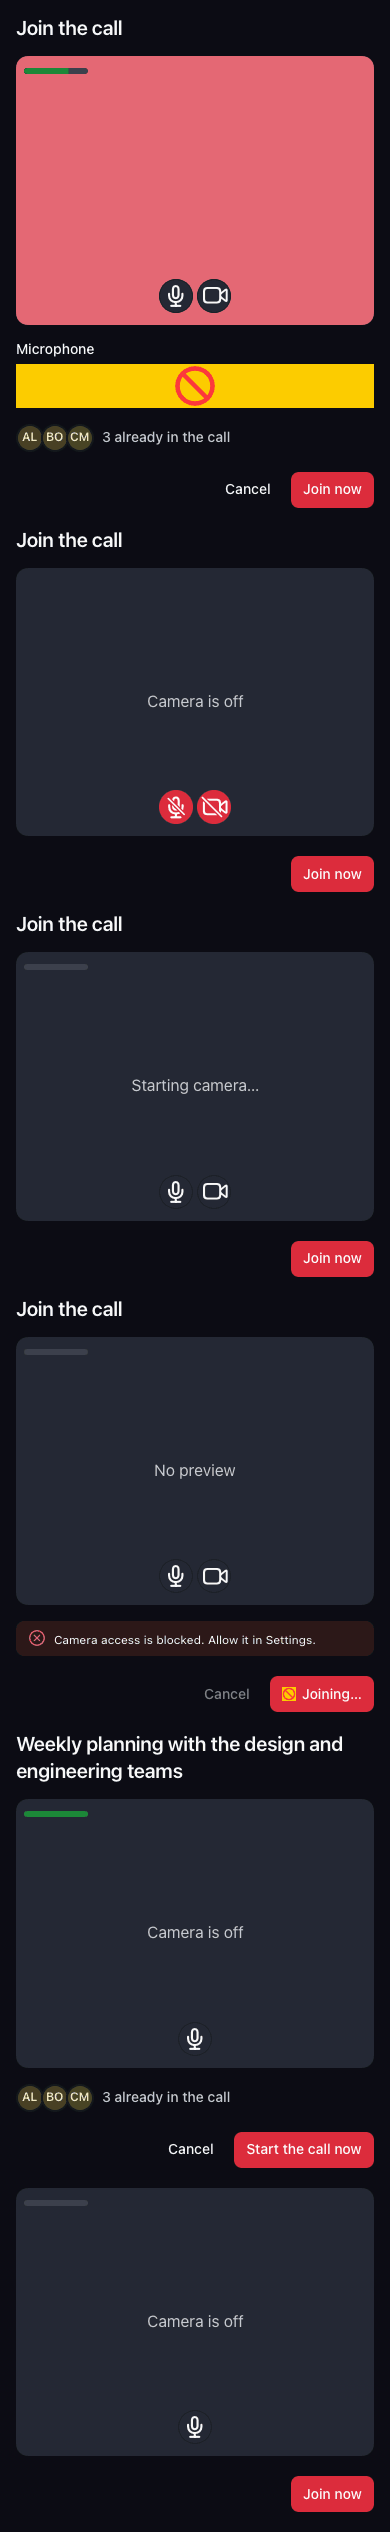 Join the call
Microphone
AL BO CM 3 already in the call
Cancel Join now
Join the call
Camera is off
Join now
Join the call
Starting camera...
Join now
Join the call
No preview
Camera access is blocked. Allow it in Settings.
Cancel Joining...
Weekly planning with the design and
engineering teams
Camera is off
AL BO CM 3 already in the call
Cancel Start the call now
Camera is off
Join now